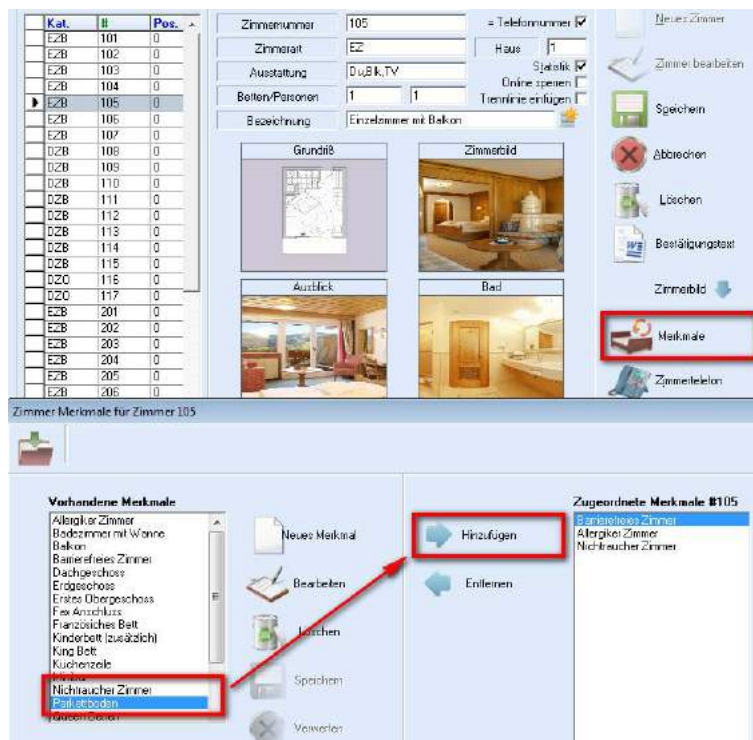 Kat. # Pos.
EZB 101 0
EZB 102 0
EZB 103 0
EZB 104 0
EZB 105 0
EZB 106 0
EZB 107 0
DZB 108 0
DZB 109 0
DZB 110 0
DZB 111 0
DZB 112 0
DZB 113 0
DZB 114 0
DZB 115 0
DZO 116 0
DZO 117 0
EZB 201 0
EZB 202 0
EZB 203 0
EZB 204 0
EZB 205 0
EZB 206 0
Zimmernummer 105 = Telefonnummer
Zimmerart EZ Haus 1
Ausstattung Du,Blk,TV Statistik
Online sperren
Betten/Personen 1 1 Trennlinie einfügen
Bezeichnung Einzelzimmer mit Balkon
Grundriß Zimmerbild
Ausblick Bad
Neues Zimmer
Zimmer bearbeiten
Speichern
Abbrechen
Löschen
Bestätigungstext
Zimmerbild
Merkmale
Zimmertelefon
Zimmer Merkmale für Zimmer 105
Vorhandene Merkmale
Allergiker Zimmer
Badezimmer mit Wanne
Balkon
Barrierefreies Zimmer
Dachgeschoss
Erdgeschoss
Erstes Obergeschoss
Fax Anschluss
Französiches Bett
Kinderbett (zusätzlich)
King Bett
Küchenzeile
Minibar
Nichtraucher Zimmer
Parkettboden
Neues Merkmal
Bearbeiten
Löschen
Speichern
Verwerfen
Hinzufügen
Entfernen
Zugeordnete Merkmale #105
Barrierefreies Zimmer
Allergiker Zimmer
Nichtraucher Zimmer